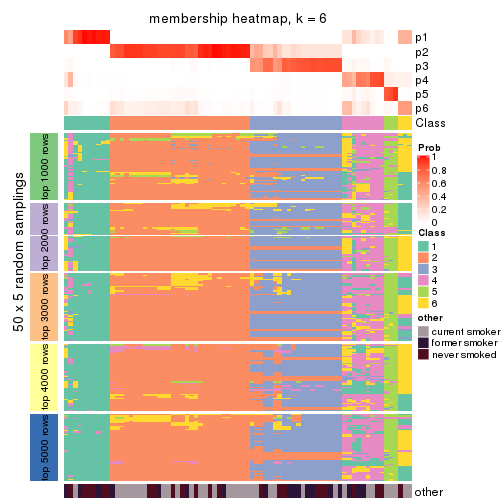 membership heatmap, k = 6
p1
p2
p3
p4
p5
p6
Class
50 x 5 random samplings
top 1000 rows
top 2000 rows
top 3000 rows
top 4000 rows
top 5000 rows
Prob
1
0.8
0.6
0.4
0.2
0
Class
1
2
3
4
5
6
other
current smoker
former smoker
never smoked
other